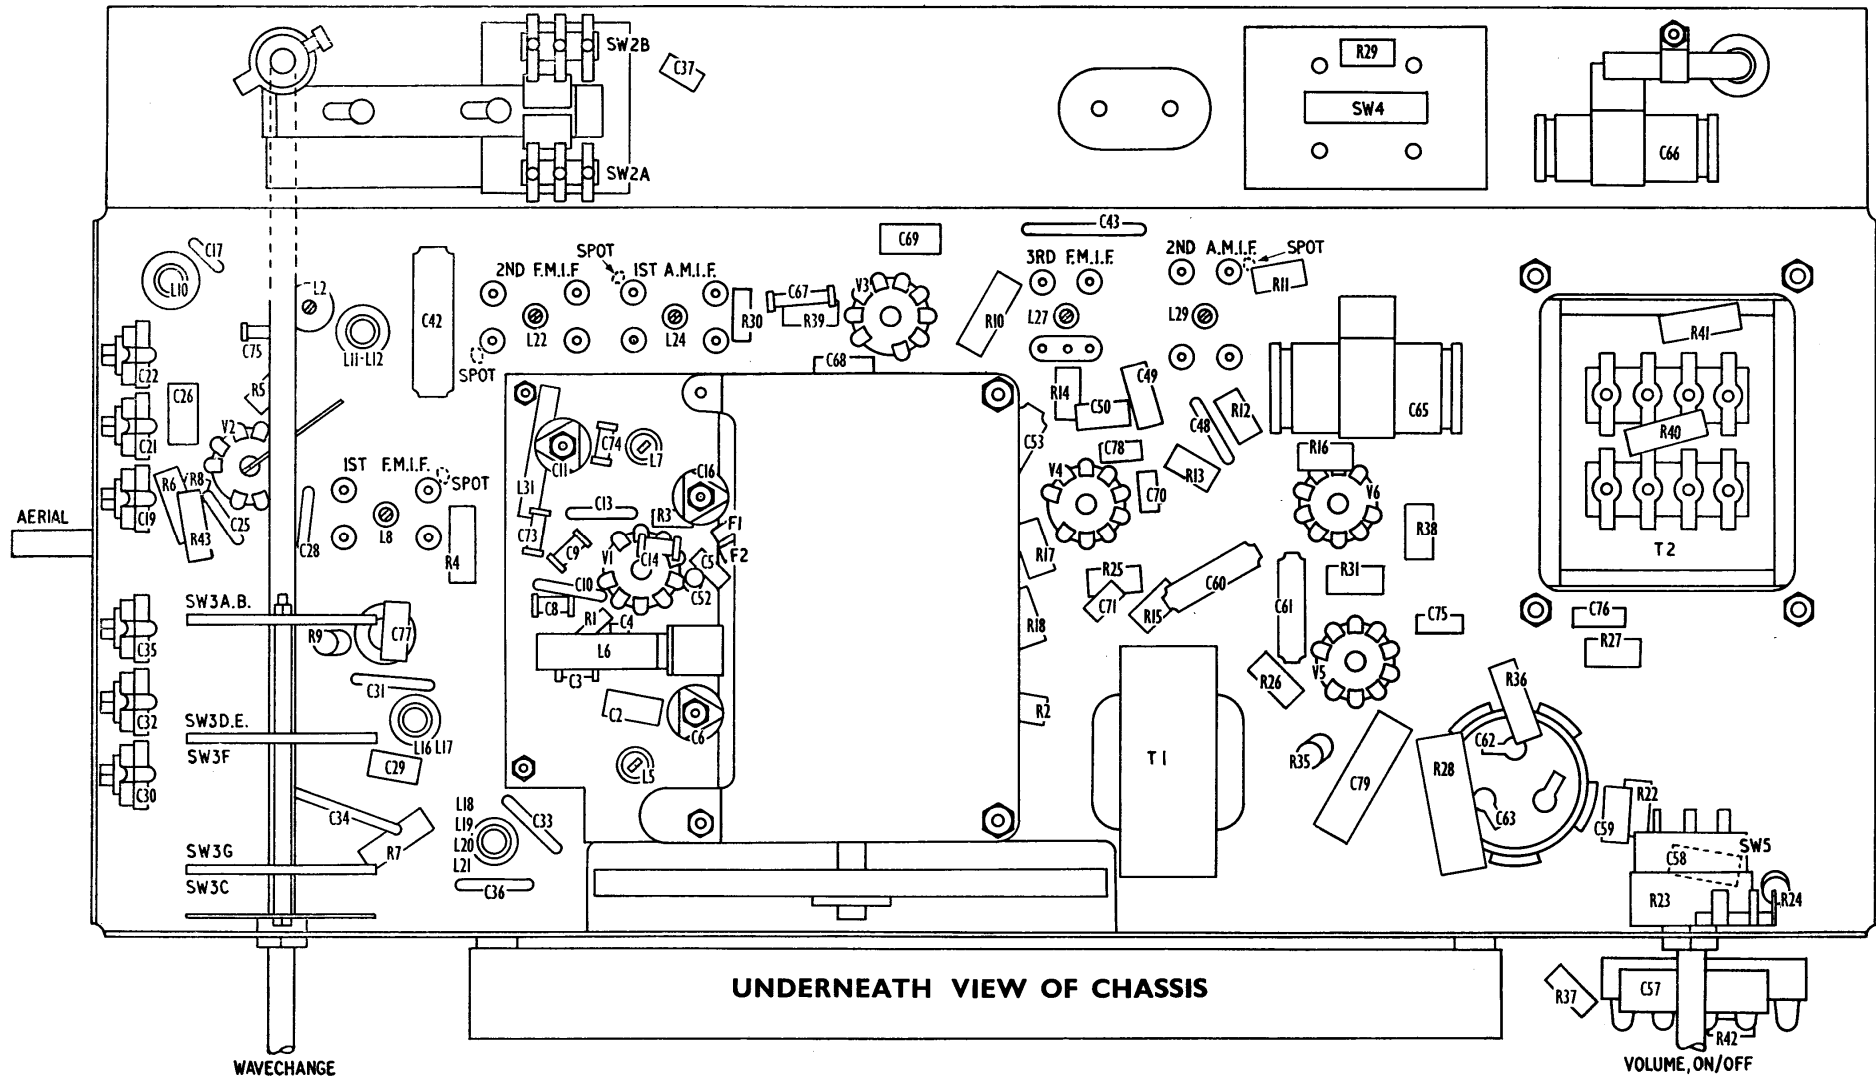 SW2B
C37
R29
SW4
C66
SW2A
C43
C69
C17
SPOT
2ND F.M.I.F
1ST A.M.I.F.
3RD F.M.I.F.
2ND A.M.I.F.
SPOT
L10
L2
V3
C67
R11
C42
R30
R39
R10
L27
L29
R41
C75
L11-L12
L22
L24
C22
SPOT
C68
R5
C26
R14
C49
C50
R12
C65
V2
C21
C48
C53
R40
C74
L7
C11
C78
R16
1ST F.M.I.F.
SPOT
R6
R8
L31
C16
V4
R13
C70
V6
C19
C25
C13
R3
F1
AERIAL
L8
R38
R43
C28
C73
C9
V1
C14
C5
F2
R17
T2
R4
C10
C52
R25
C60
R31
SW3A.B.
C8
C71
R15
C61
R1
C4
R18
C76
C75
C35
R9
C77
L6
R27
C3
V5
C31
R26
R36
C2
R2
SW3D.E.
C32
L16 L17
C6
C62
SW3F
C29
L5
T1
R35
C79
R28
C30
L18
C33
R22
C34
L19
C63
C59
L20
R7
SW3G
L21
C58
SW5
SW3C
C36
R23
R24
UNDERNEATH VIEW OF CHASSIS
R37
C57
R42
WAVECHANGE
VOLUME, ON/OFF